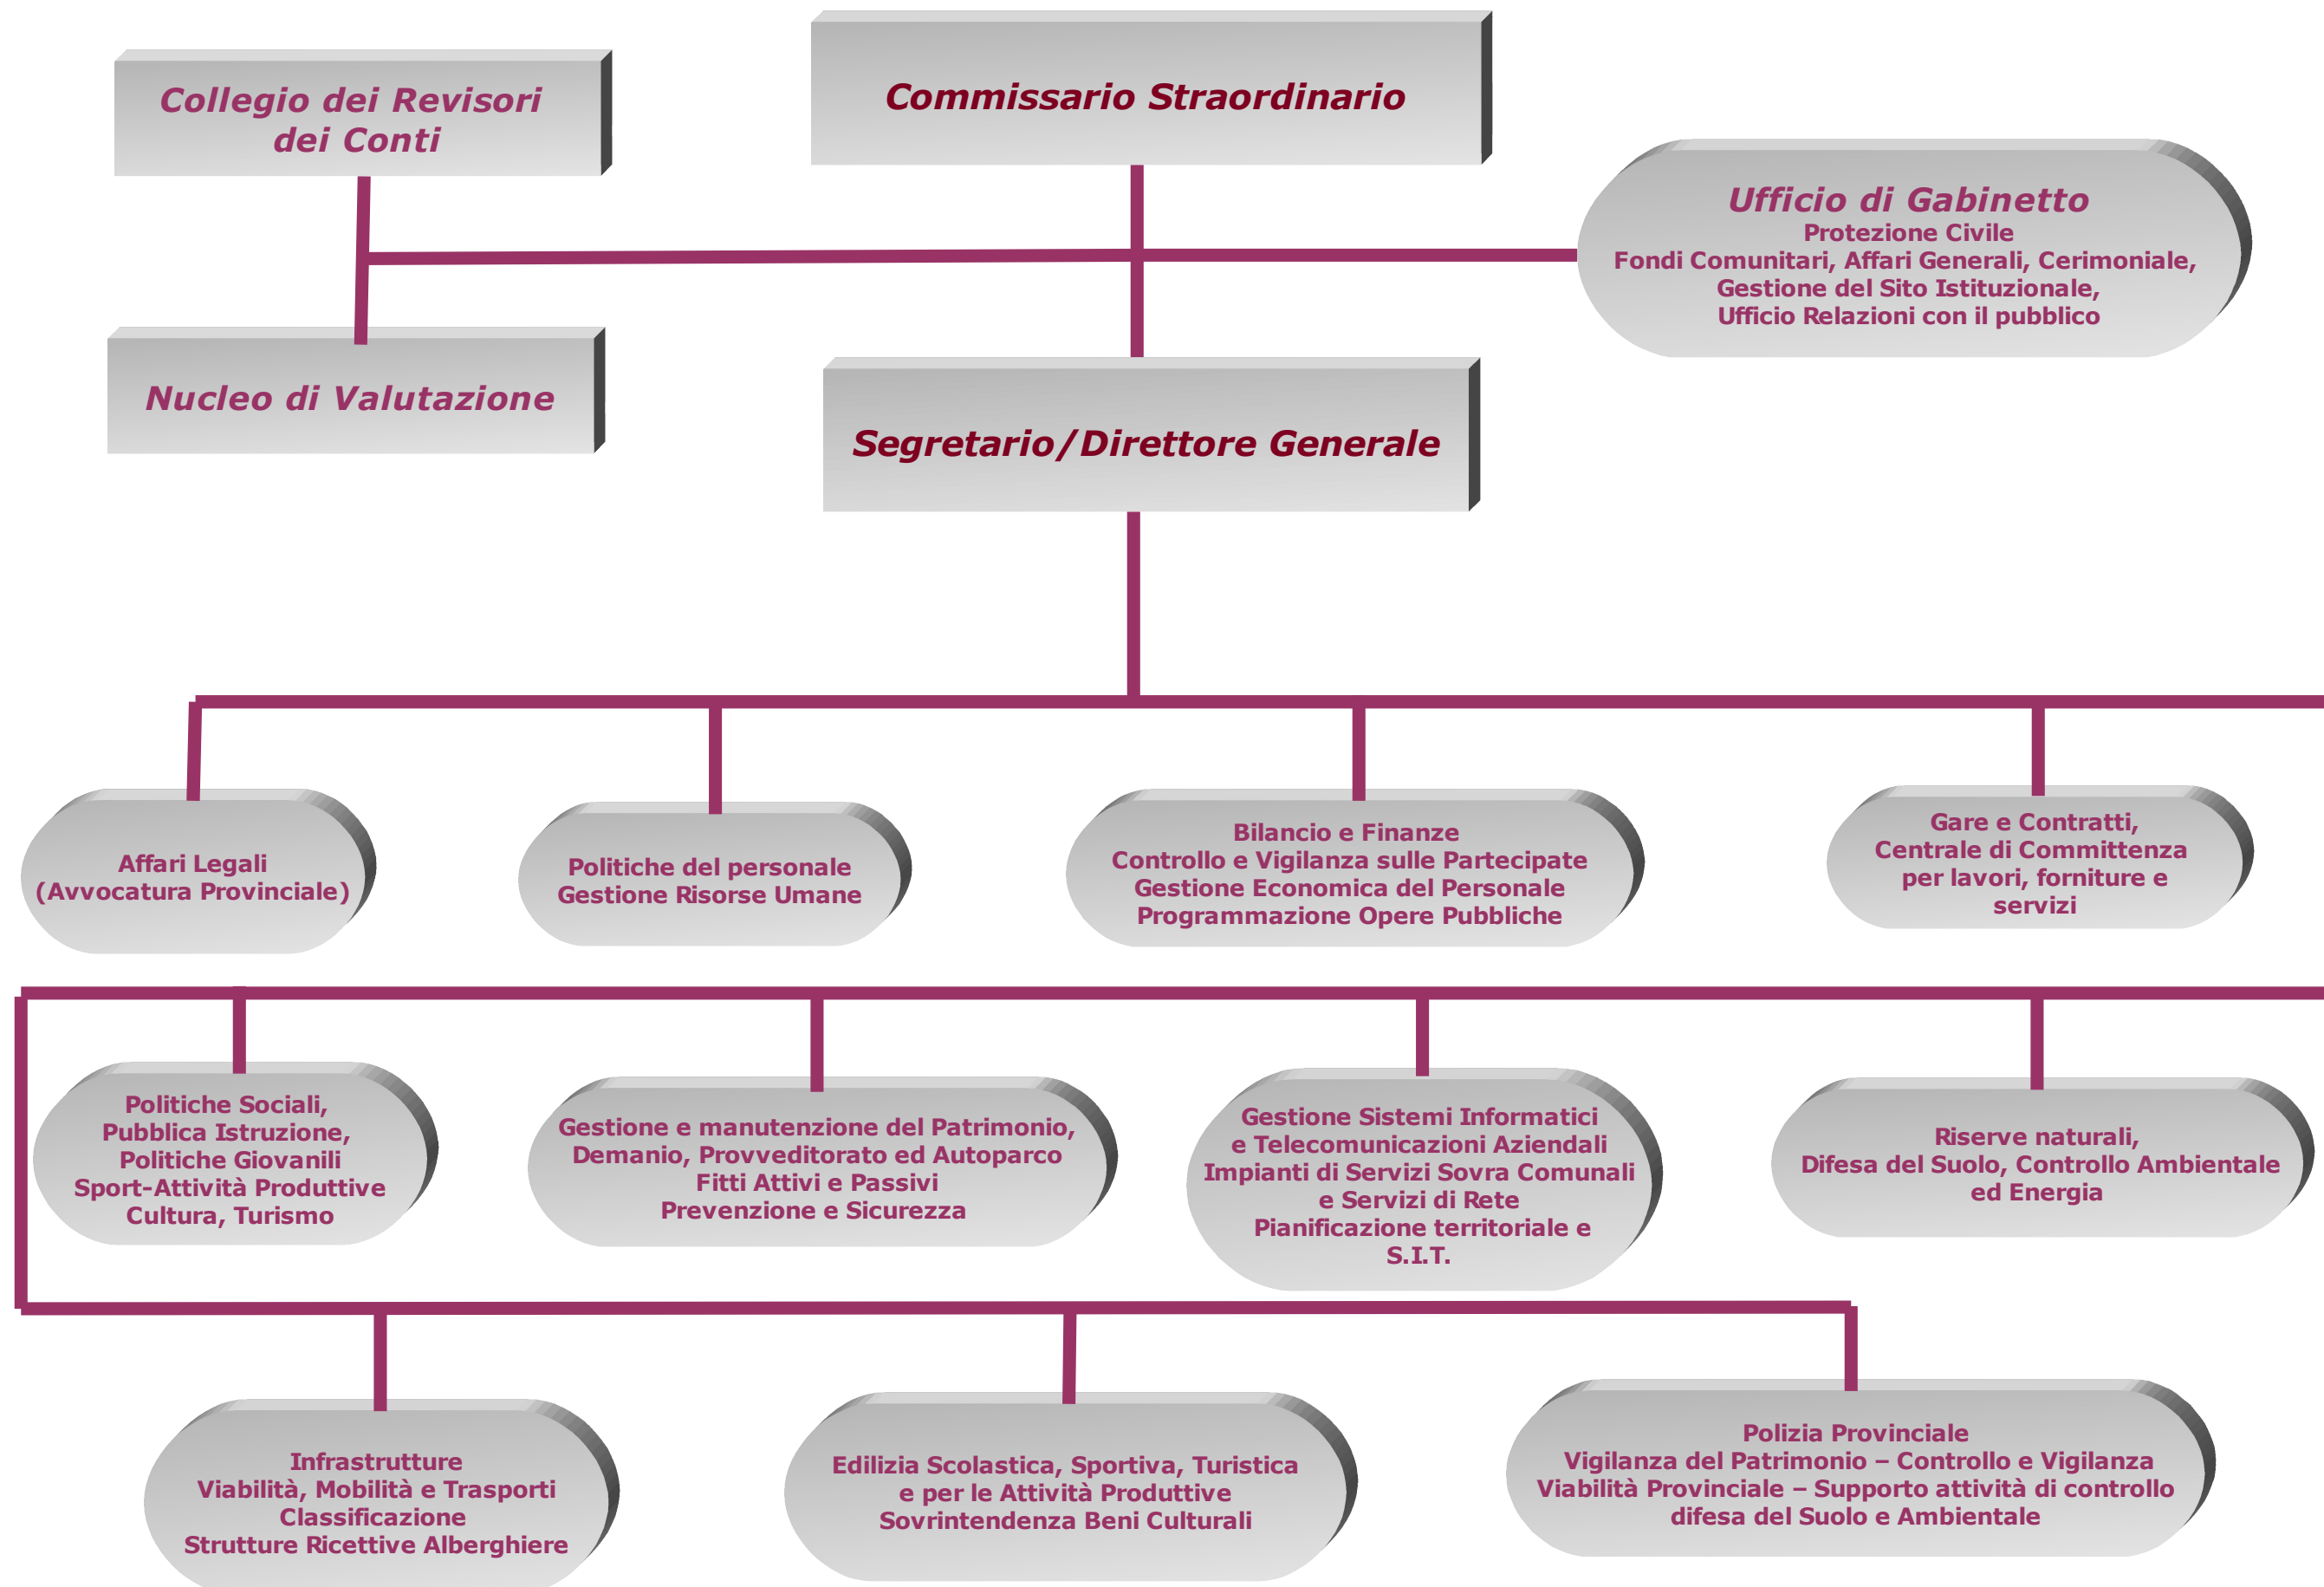 Collegio dei Revisori
dei Conti
Commissario Straordinario
Ufficio di Gabinetto
Protezione Civile
Fondi Comunitari, Affari Generali, Cerimoniale,
Gestione del Sito Istituzionale,
Ufficio Relazioni con il pubblico
Nucleo di Valutazione
Segretario/Direttore Generale
Affari Legali
(Avvocatura Provinciale)
Politiche del personale
Gestione Risorse Umane
Bilancio e Finanze
Controllo e Vigilanza sulle Partecipate
Gestione Economica del Personale
Programmazione Opere Pubbliche
Gare e Contratti,
Centrale di Committenza
per lavori, forniture e
servizi
Politiche Sociali,
Pubblica Istruzione,
Politiche Giovanili
Sport-Attività Produttive
Cultura, Turismo
Gestione e manutenzione del Patrimonio,
Demanio, Provveditorato ed Autoparco
Fitti Attivi e Passivi
Prevenzione e Sicurezza
Gestione Sistemi Informatici
e Telecomunicazioni Aziendali
Impianti di Servizi Sovra Comunali
e Servizi di Rete
Pianificazione territoriale e
S.I.T.
Riserve naturali,
Difesa del Suolo, Controllo Ambientale
ed Energia
Infrastrutture
Viabilità, Mobilità e Trasporti
Classificazione
Strutture Ricettive Alberghiere
Edilizia Scolastica, Sportiva, Turistica
e per le Attività Produttive
Sovrintendenza Beni Culturali
Polizia Provinciale
Vigilanza del Patrimonio – Controllo e Vigilanza
Viabilità Provinciale – Supporto attività di controllo
difesa del Suolo e Ambientale